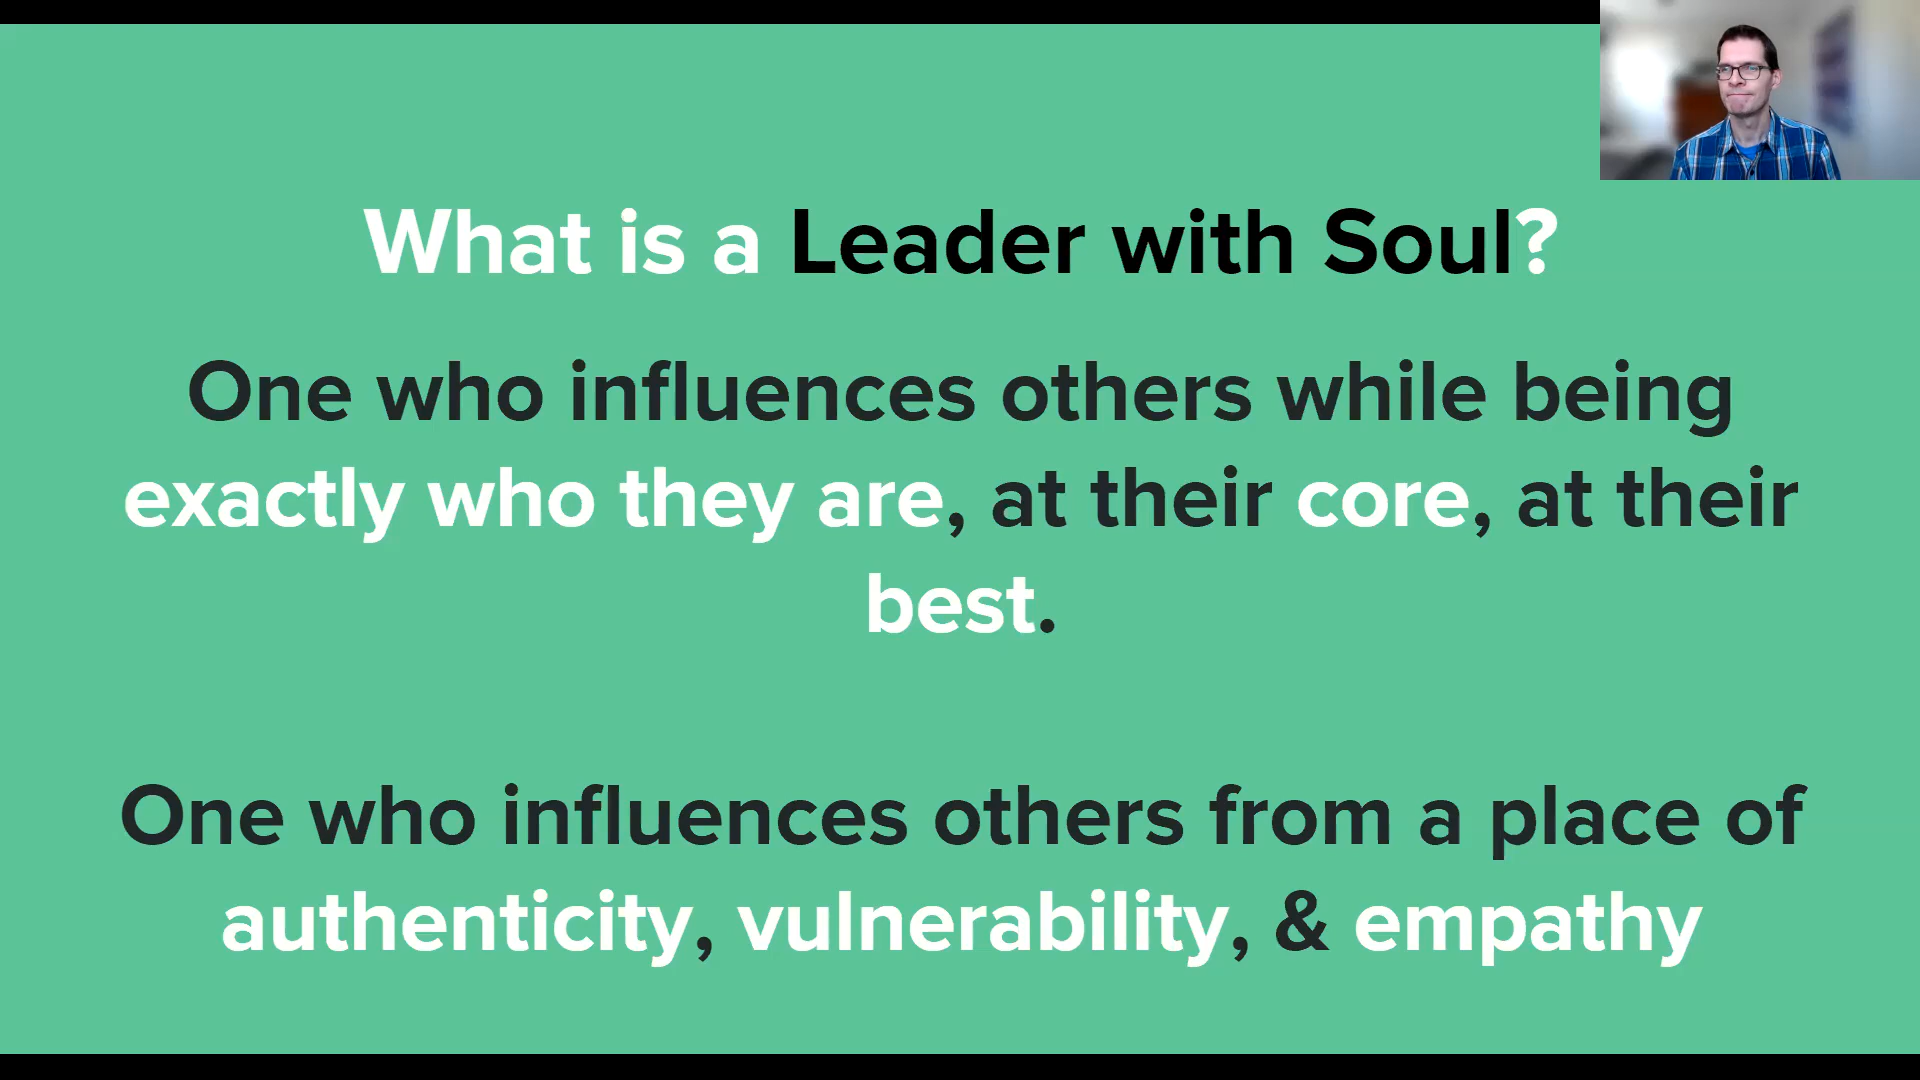 What is a Leader with Soul?
One who influences others while being
exactly who they are, at their core, at their
best.
One who influences others from a place of
authenticity, vulnerability, & empathy